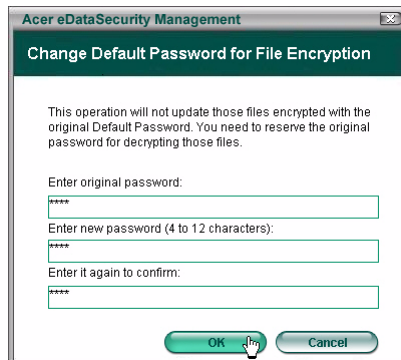 Acer eDataSecurity Management
Change Default Password for File Encryption
This operation will not update those files encrypted with the
original Default Password. You need to reserve the original
password for decrypting those files.
Enter original password:
****
Enter new password (4 to 12 characters):
****
Enter it again to confirm:
****
OK
Cancel